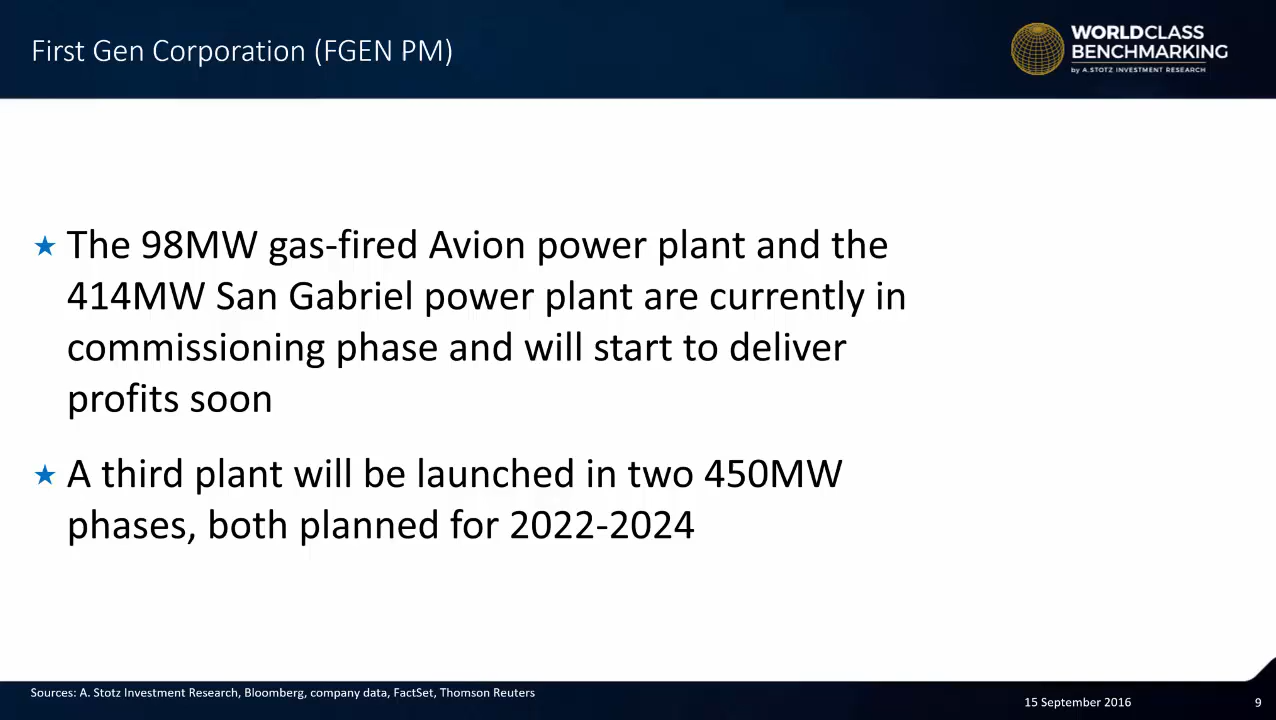 First Gen Corporation (FGEN PM)
WORLDCLASS
BENCHMARKING
by A.STOTZ INVESTMENT RESEARCH
The 98MW gas-fired Avion power plant and the
414MW San Gabriel power plant are currently in
commissioning phase and will start to deliver
profits soon
A third plant will be launched in two 450MW
phases, both planned for 2022-2024
Sources: A. Stotz Investment Research, Bloomberg, company data, FactSet, Thomson Reuters
15 September 2016
9